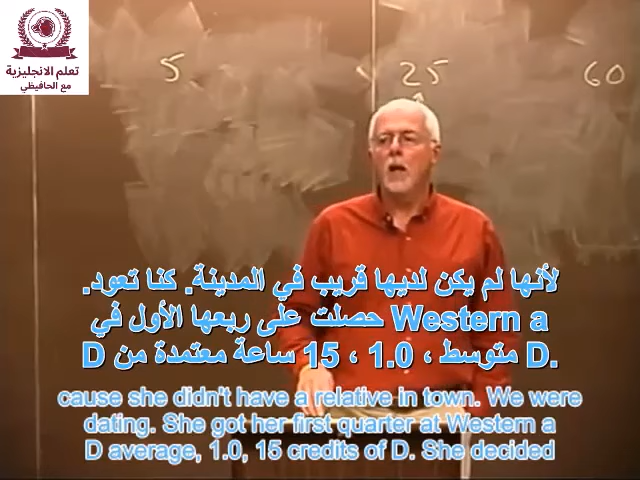 تعلم الانجليزية
مع الحافيظي
5
25
60
لأنها لم يكن لديها قريب في المدينة. كنا تعود.
حصلت على ربعها الأول في Western a
D متوسط ، 1.0 ، 15 ساعة معتمدة من D.
cause she didn't have a relative in town. We were
dating. She got her first quarter at Western a
D average, 1.0, 15 credits of D. She decided